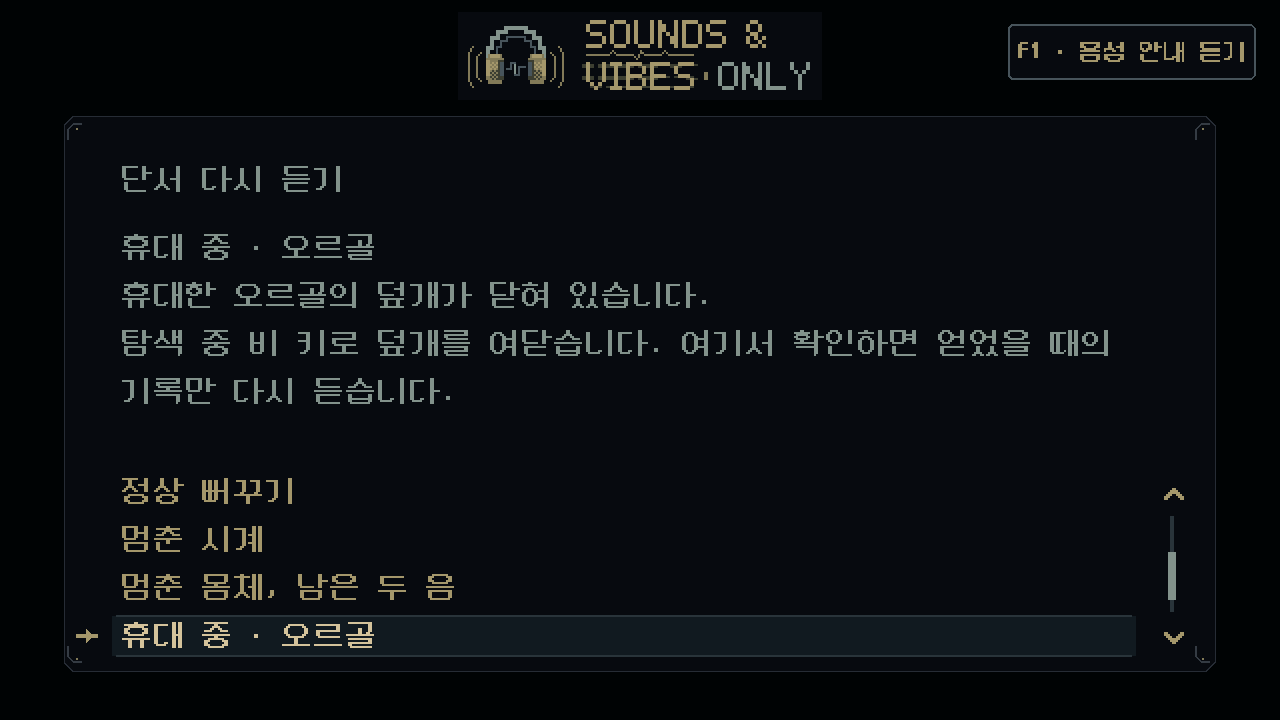 SOUNDS &
VIBES·ONLY
F1 · 음성 안내 듣기
단서 다시 듣기
휴대 중 · 오르골
휴대한 오르골의 덮개가 닫혀 있습니다.
탐색 중 비 키로 덮개를 여닫습니다. 여기서 확인하면 얻었을 때의
기록만 다시 듣습니다.
정상 뻐꾸기
멈춘 시계
멈춘 몸체, 남은 두 음
휴대 중 · 오르골